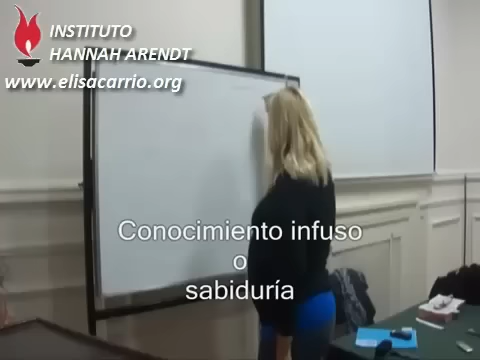 INSTITUTO
HANNAH ARENDT
www.elisacarrio.org
Conocimiento infuso
o
sabiduría